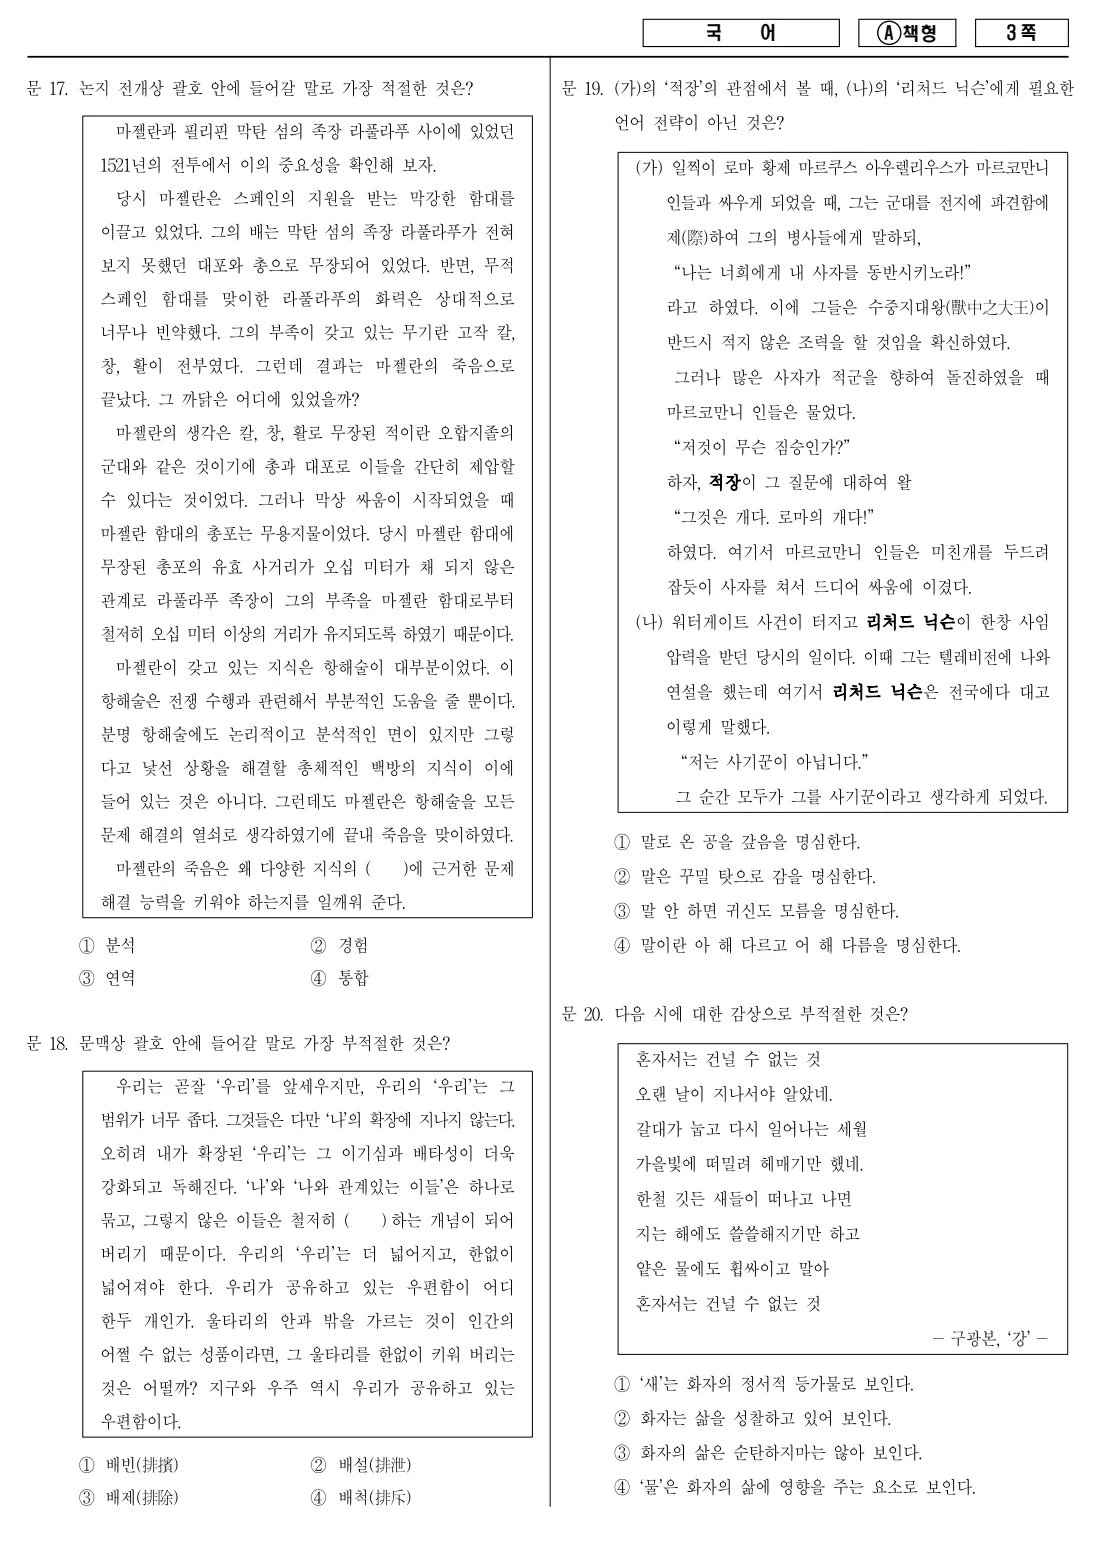 국 어
Ⓐ책형
3쪽
문 17. 논지 전개상 괄호 안에 들어갈 말로 가장 적절한 것은?
마젤란과 필리핀 막탄 섬의 족장 라풀라푸 사이에 있었던
1521년의 전투에서 이의 중요성을 확인해 보자.
당시 마젤란은 스페인의 지원을 받는 막강한 함대를
이끌고 있었다. 그의 배는 막탄 섬의 족장 라풀라푸가 전혀
보지 못했던 대포와 총으로 무장되어 있었다. 반면, 무적
스페인 함대를 맞이한 라풀라푸의 화력은 상대적으로
너무나 빈약했다. 그의 부족이 갖고 있는 무기란 고작 칼,
창, 활이 전부였다. 그런데 결과는 마젤란의 죽음으로
끝났다. 그 까닭은 어디에 있었을까?
마젤란의 생각은 칼, 창, 활로 무장된 적이란 오합지졸의
군대와 같은 것이기에 총과 대포로 이들을 간단히 제압할
수 있다는 것이었다. 그러나 막상 싸움이 시작되었을 때
마젤란 함대의 총포는 무용지물이었다. 당시 마젤란 함대에
무장된 총포의 유효 사거리가 오십 미터가 채 되지 않은
관계로 라풀라푸 족장이 그의 부족을 마젤란 함대로부터
철저히 오십 미터 이상의 거리가 유지되도록 하였기 때문이다.
마젤란이 갖고 있는 지식은 항해술이 대부분이었다. 이
항해술은 전쟁 수행과 관련해서 부분적인 도움을 줄 뿐이다.
분명 항해술에도 논리적이고 분석적인 면이 있지만 그렇
다고 낯선 상황을 해결할 총체적인 백방의 지식이 이에
들어 있는 것은 아니다. 그런데도 마젤란은 항해술을 모든
문제 해결의 열쇠로 생각하였기에 끝내 죽음을 맞이하였다.
마젤란의 죽음은 왜 다양한 지식의 ( )에 근거한 문제
해결 능력을 키워야 하는지를 일깨워 준다.
① 분석 ② 경험
③ 연역 ④ 통합
문 18. 문맥상 괄호 안에 들어갈 말로 가장 부적절한 것은?
우리는 곧잘 ‘우리’를 앞세우지만, 우리의 ‘우리’는 그
범위가 너무 좁다. 그것들은 다만 ‘나’의 확장에 지나지 않는다.
오히려 내가 확장된 ‘우리’는 그 이기심과 배타성이 더욱
강화되고 독해진다. ‘나’와 ‘나와 관계있는 이들’은 하나로
묶고, 그렇지 않은 이들은 철저히 ( )하는 개념이 되어
버리기 때문이다. 우리의 ‘우리’는 더 넓어지고, 한없이
넓어져야 한다. 우리가 공유하고 있는 우편함이 어디
한두 개인가. 울타리의 안과 밖을 가르는 것이 인간의
어쩔 수 없는 성품이라면, 그 울타리를 한없이 키워 버리는
것은 어떨까? 지구와 우주 역시 우리가 공유하고 있는
우편함이다.
① 배빈(排擯) ② 배설(排泄)
③ 배제(排除) ④ 배척(排斥)
문 19. (가)의 ‘적장’의 관점에서 볼 때, (나)의 ‘리처드 닉슨’에게 필요한
언어 전략이 아닌 것은?
(가) 일찍이 로마 황제 마르쿠스 아우렐리우스가 마르코만니
인들과 싸우게 되었을 때, 그는 군대를 전지에 파견함에
제(際)하여 그의 병사들에게 말하되,
“나는 너희에게 내 사자를 동반시키노라!”
라고 하였다. 이에 그들은 수중지대왕(獸中之大王)이
반드시 적지 않은 조력을 할 것임을 확신하였다.
그러나 많은 사자가 적군을 향하여 돌진하였을 때
마르코만니 인들은 물었다.
“저것이 무슨 짐승인가?”
하자, 적장이 그 질문에 대하여 왈
“그것은 개다. 로마의 개다!”
하였다. 여기서 마르코만니 인들은 미친개를 두드려
잡듯이 사자를 쳐서 드디어 싸움에 이겼다.
(나) 워터게이트 사건이 터지고 리처드 닉슨이 한창 사임
압력을 받던 당시의 일이다. 이때 그는 텔레비전에 나와
연설을 했는데 여기서 리처드 닉슨은 전국에다 대고
이렇게 말했다.
“저는 사기꾼이 아닙니다.”
그 순간 모두가 그를 사기꾼이라고 생각하게 되었다.
① 말로 온 공을 갚음을 명심한다.
② 말은 꾸밀 탓으로 감을 명심한다.
③ 말 안 하면 귀신도 모름을 명심한다.
④ 말이란 아 해 다르고 어 해 다름을 명심한다.
문 20. 다음 시에 대한 감상으로 부적절한 것은?
혼자서는 건널 수 없는 것
오랜 날이 지나서야 알았네.
갈대가 눕고 다시 일어나는 세월
가을빛에 떠밀려 헤매기만 했네.
한철 깃든 새들이 떠나고 나면
지는 해에도 쓸쓸해지기만 하고
얕은 물에도 휩싸이고 말아
혼자서는 건널 수 없는 것
– 구광본, ‘강’ –
① ‘새’는 화자의 정서적 등가물로 보인다.
② 화자는 삶을 성찰하고 있어 보인다.
③ 화자의 삶은 순탄하지마는 않아 보인다.
④ ‘물’은 화자의 삶에 영향을 주는 요소로 보인다.